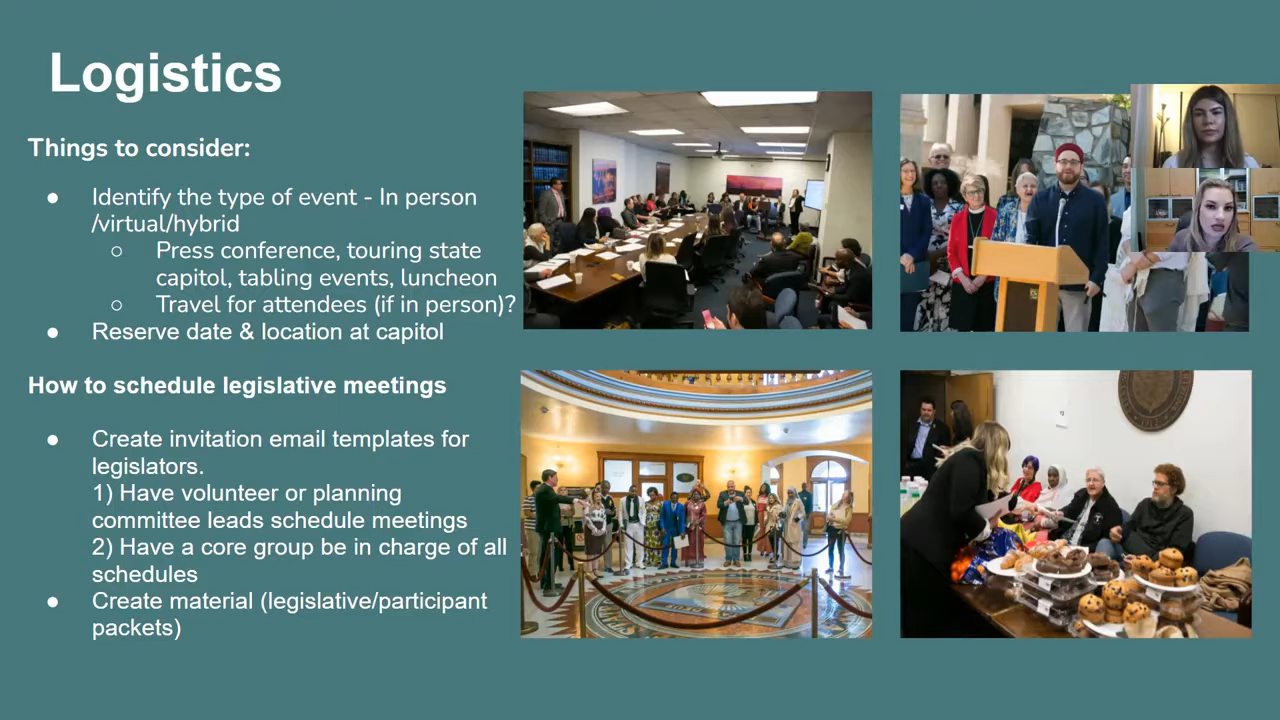 Logistics
Things to consider:
● Identify the type of event - In person
/virtual/hybrid
○ Press conference, touring state
capitol, tabling events, luncheon
○ Travel for attendees (if in person)?
● Reserve date & location at capitol
How to schedule legislative meetings
● Create invitation email templates for
legislators.
1) Have volunteer or planning
committee leads schedule meetings
2) Have a core group be in charge of all
schedules
● Create material (legislative/participant
packets)